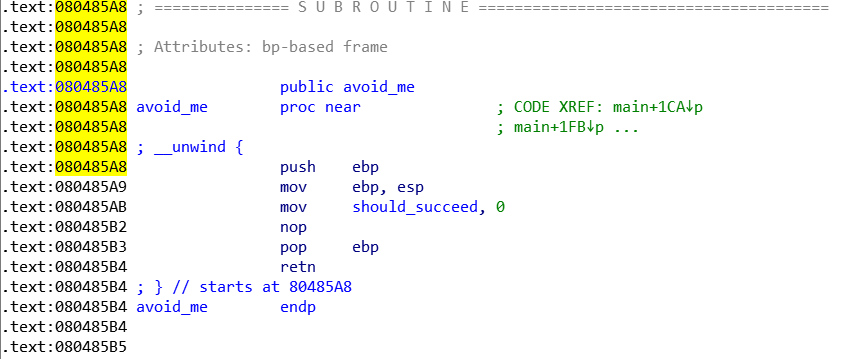 .text:080485A8 ; =============== S U B R O U T I N E =======================================
.text:080485A8
.text:080485A8 ; Attributes: bp-based frame
.text:080485A8
.text:080485A8 public avoid_me
.text:080485A8 avoid_me proc near ; CODE XREF: main+1CA↓p
.text:080485A8 ; main+1FB↓p ...
.text:080485A8 ; __unwind {
.text:080485A8 push ebp
.text:080485A9 mov ebp, esp
.text:080485AB mov should_succeed, 0
.text:080485B2 nop
.text:080485B3 pop ebp
.text:080485B4 retn
.text:080485B4 ; } // starts at 80485A8
.text:080485B4 avoid_me endp
.text:080485B4
.text:080485B5